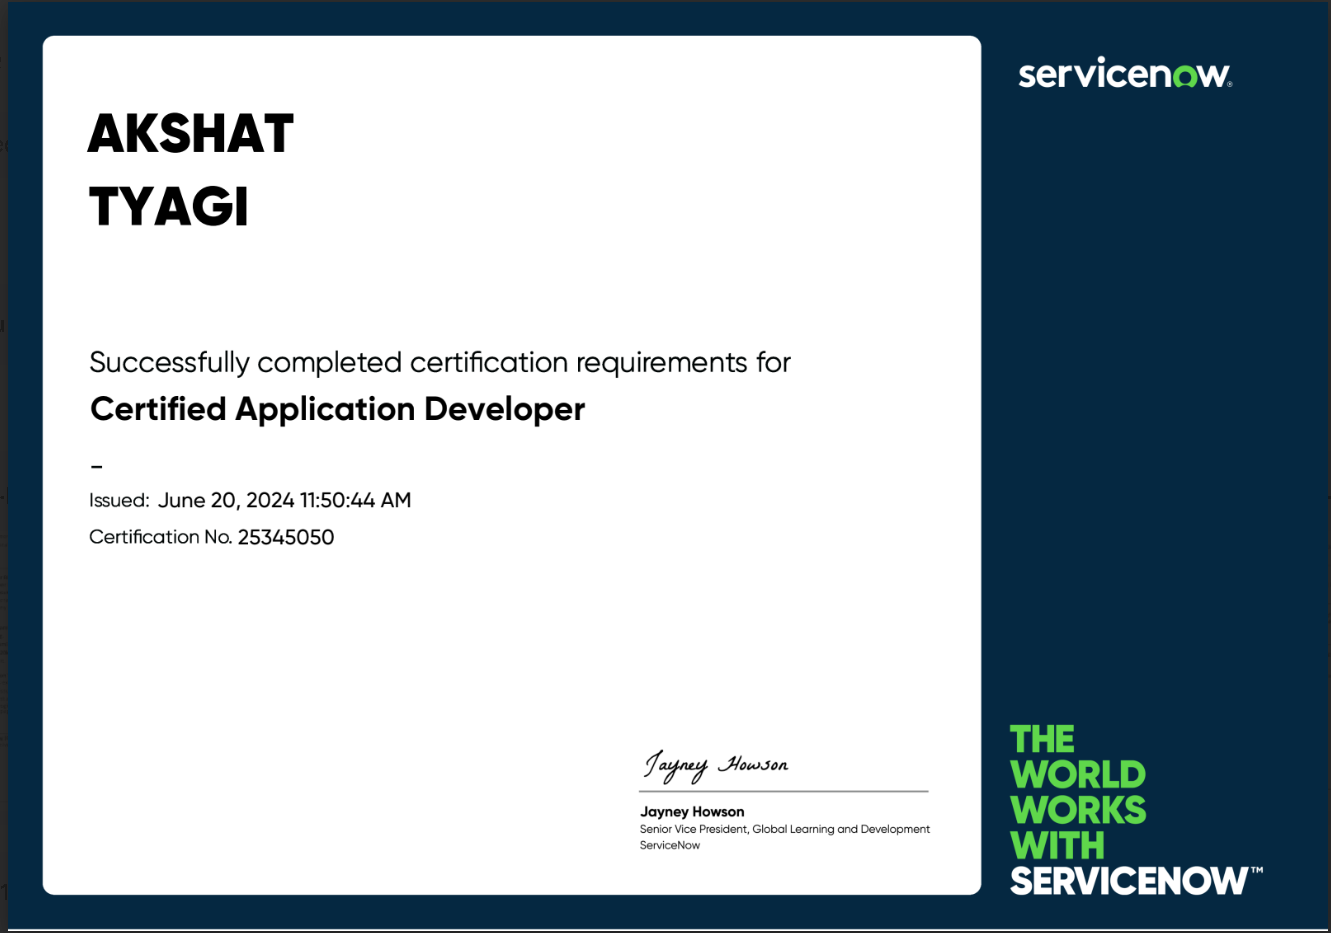 AKSHAT
TYAGI
Successfully completed certification requirements for
Certified Application Developer
–
Issued: June 20, 2024 11:50:44 AM
Certification No. 25345050
Jayney Howson
Jayney Howson
Senior Vice President, Global Learning and Development
ServiceNow
servicenow®
THE
WORLD
WORKS
WITH
SERVICENOW™